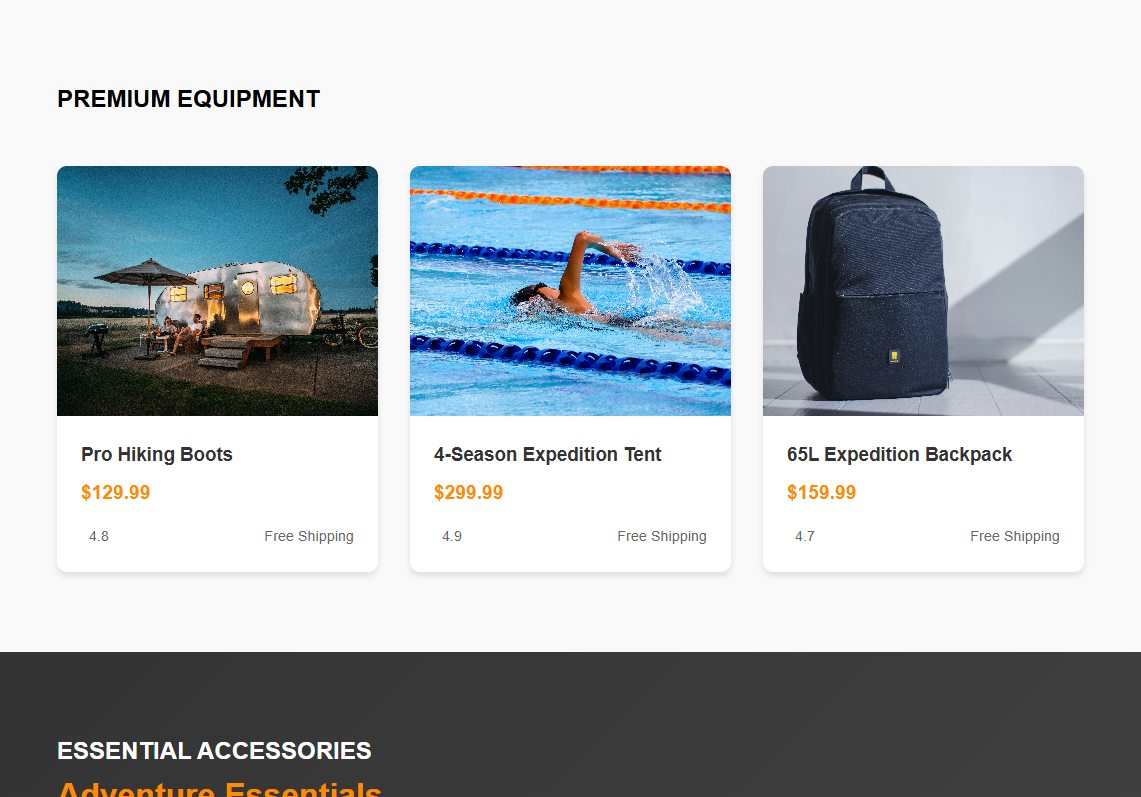 PREMIUM EQUIPMENT
Pro Hiking Boots
$129.99
4.8 Free Shipping
4-Season Expedition Tent
$299.99
4.9 Free Shipping
65L Expedition Backpack
$159.99
4.7 Free Shipping
ESSENTIAL ACCESSORIES
Adventure Essentials